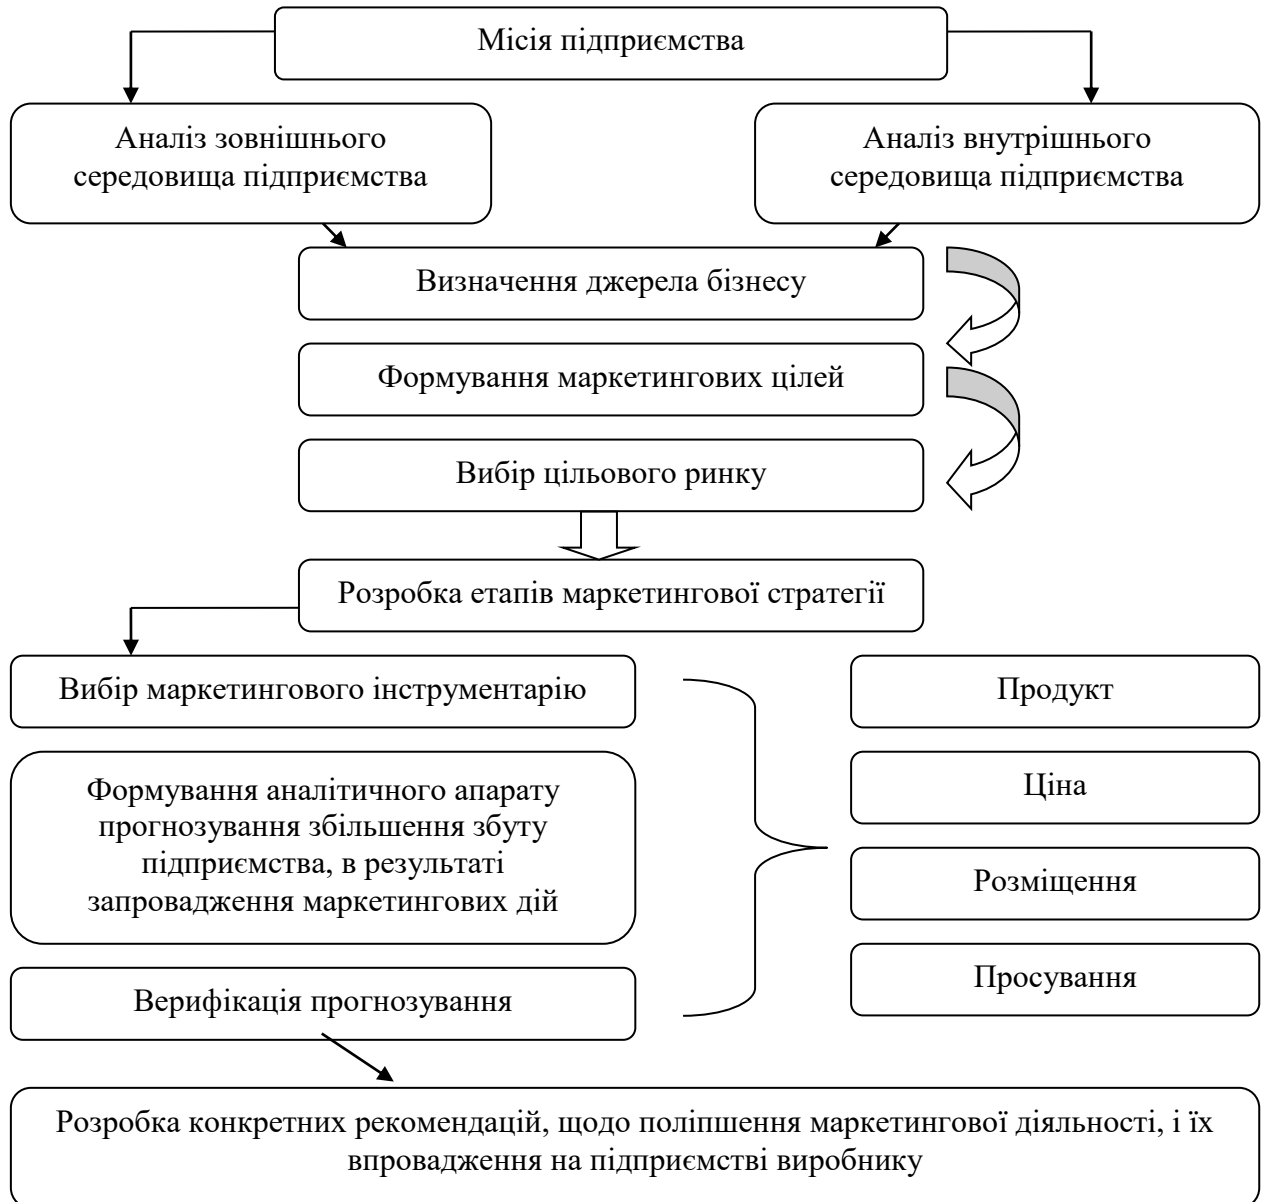 Місія підприємства
Аналіз зовнішнього
середовища підприємства
Аналіз внутрішнього
середовища підприємства
Визначення джерела бізнесу
Формування маркетингових цілей
Вибір цільового ринку
Розробка етапів маркетингової стратегії
Вибір маркетингового інструментарію
Формування аналітичного апарату
прогнозування збільшення збуту
підприємства, в результаті
запровадження маркетингових дій
Верифікація прогнозування
Продукт
Ціна
Розміщення
Просування
Розробка конкретних рекомендацій, щодо поліпшення маркетингової діяльності, і їх
впровадження на підприємстві виробнику